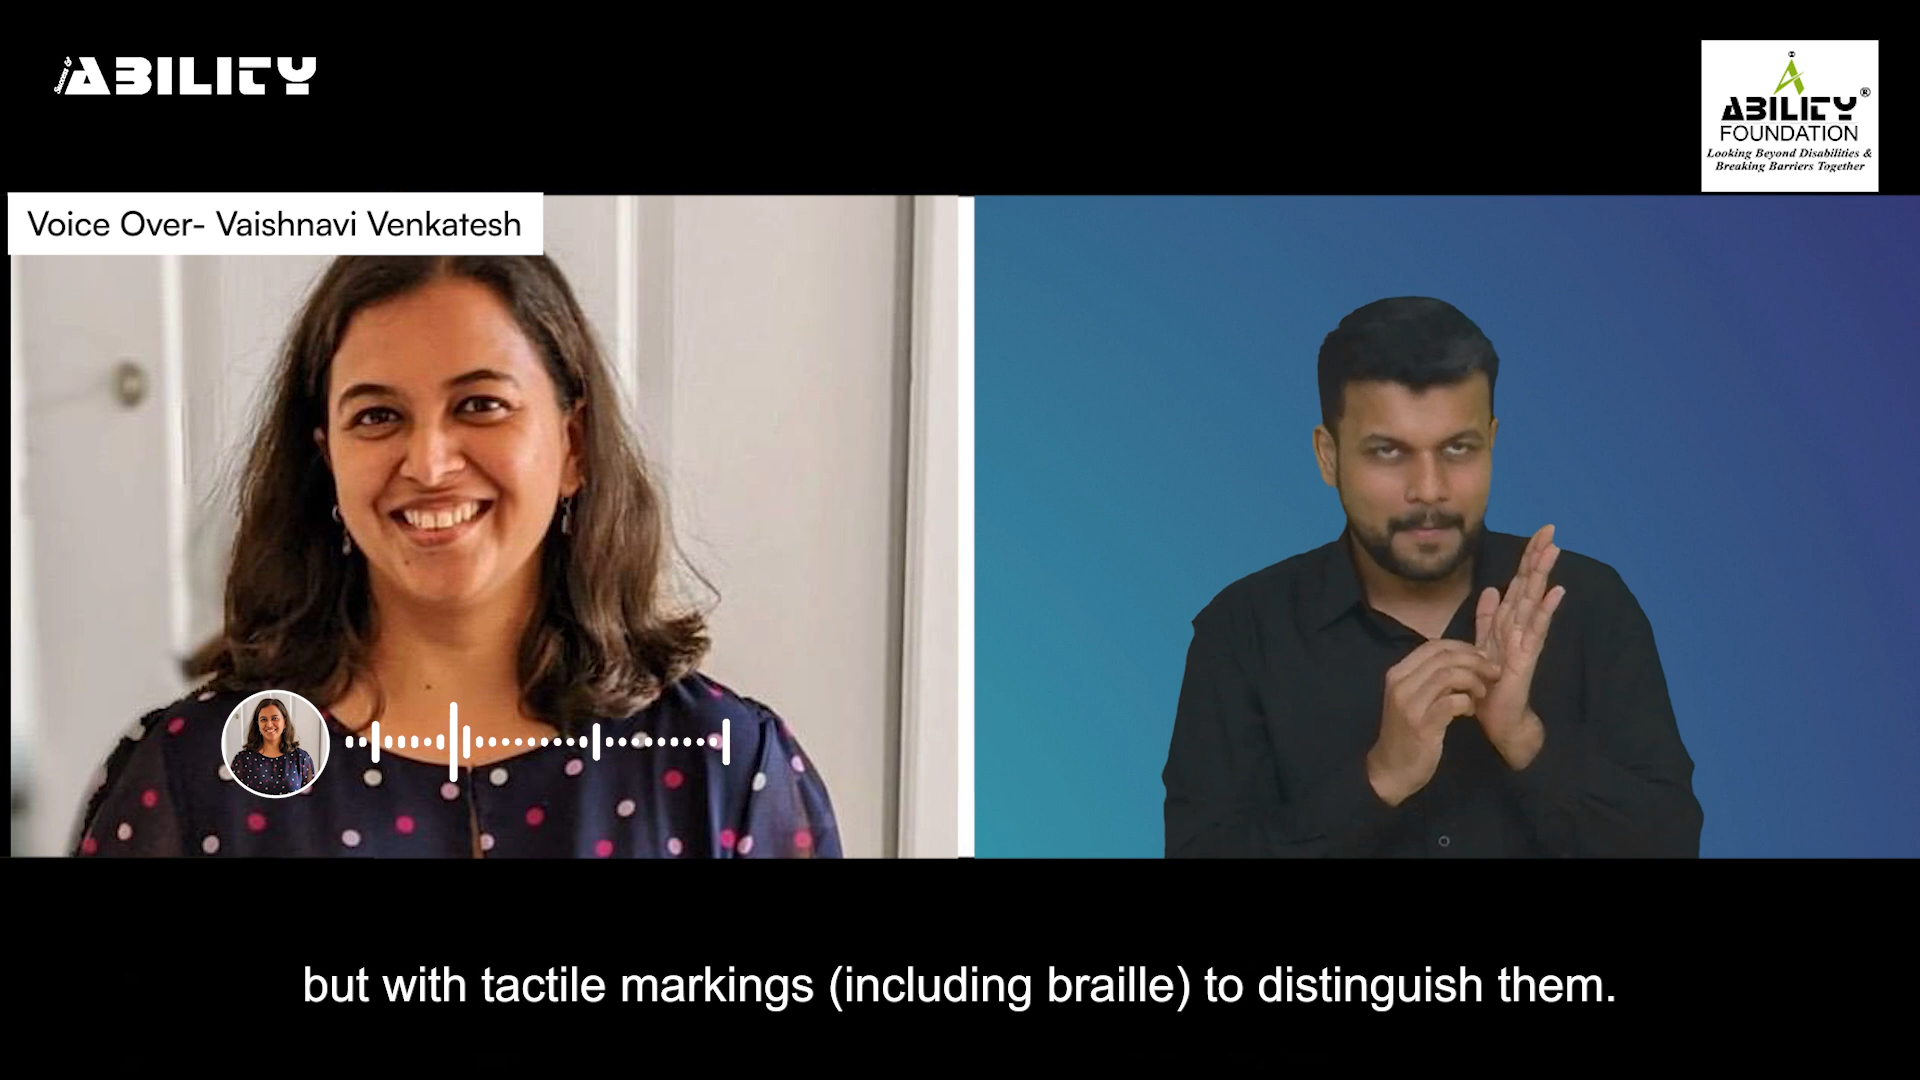 ABILITY
ABILITY®
FOUNDATION
Looking Beyond Disabilities &
Breaking Barriers Together
Voice Over- Vaishnavi Venkatesh
but with tactile markings (including braille) to distinguish them.